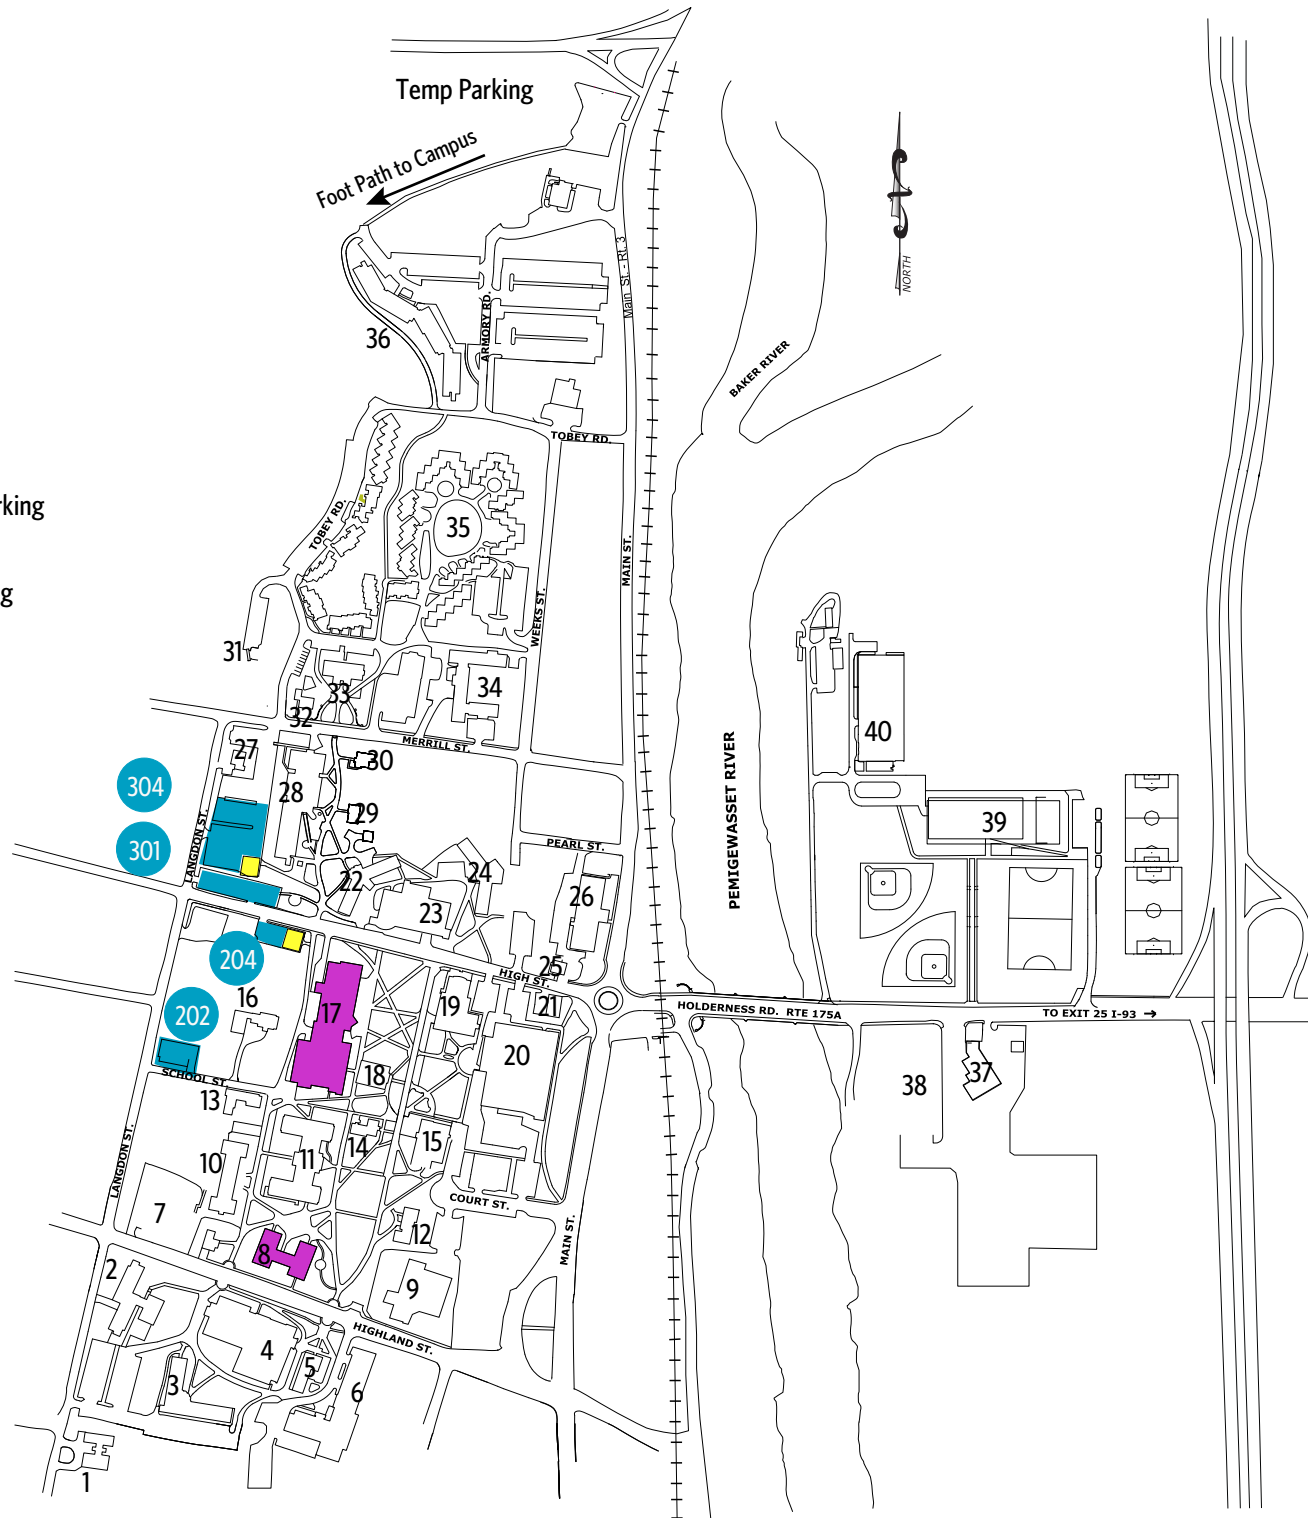 Temp Parking
Foot Path to Campus
Main St. - Rt. 3
NORTH
36
ARMORY RD.
BAKER RIVER
TOBEY RD.
rking
TOBEY RD.
35
MAIN ST.
g
WEEKS ST.
31
33
34
32
40
27
MERRILL ST.
30
PEMIGEWASSET RIVER
304
28
29
39
LANGDON ST.
301
PEARL ST.
24
22
26
23
204
HIGH ST.
25
16
17
19
21
HOLDERNESS RD. RTE 175A
TO EXIT 25 I-93
202
20
18
37
38
SCHOOL ST.
13
14
15
LANGDON ST.
10
11
7
COURT ST.
12
MAIN ST.
8
2
9
HIGHLAND ST.
4
5
3
6
1